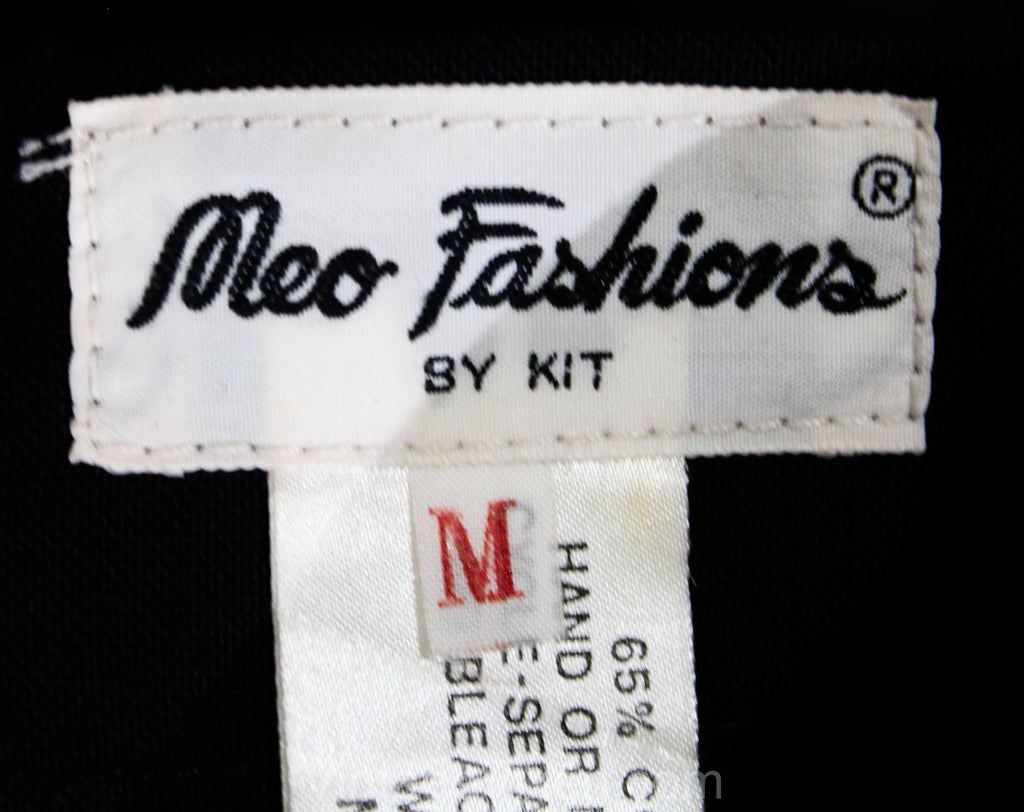 Meo Fashions ®
BY KIT
M
65% C
HAND OR
E-SEPA
BLEAC
W